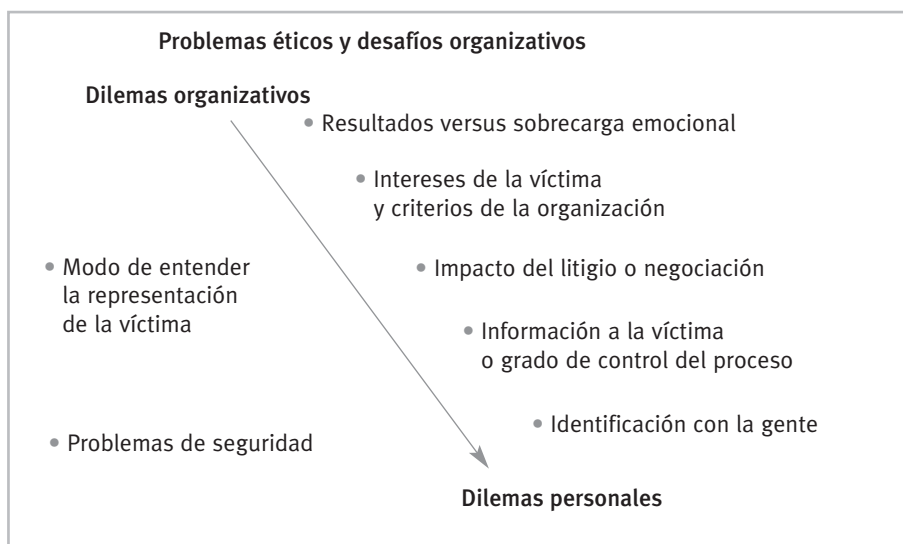 Problemas éticos y desafíos organizativos
Dilemas organizativos
• Resultados versus sobrecarga emocional
• Intereses de la víctima
y criterios de la organización
• Modo de entender
la representación
de la víctima
• Impacto del litigio o negociación
• Información a la víctima
o grado de control del proceso
• Identificación con la gente
• Problemas de seguridad
Dilemas personales